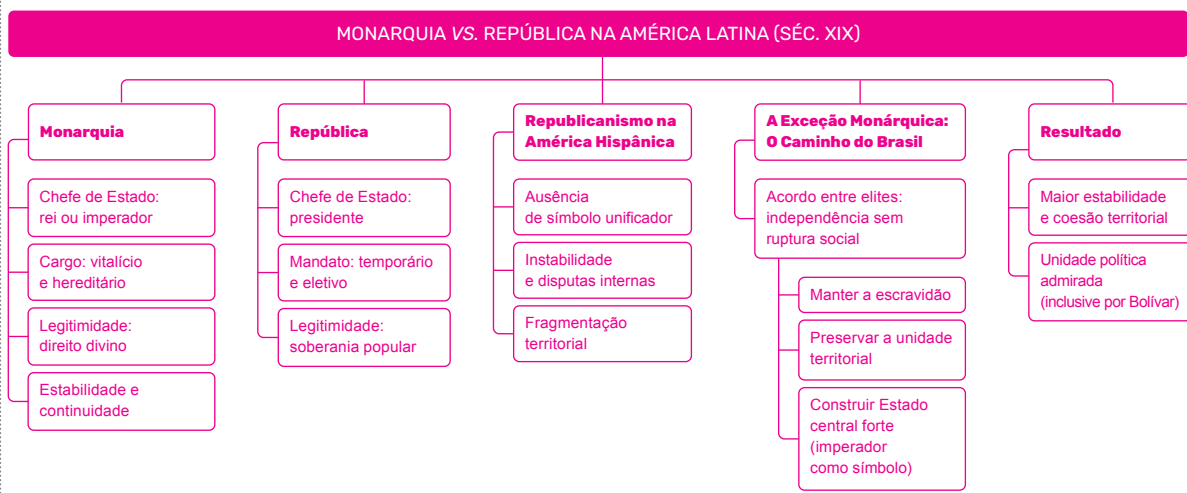 MONARQUIA VS. REPÚBLICA NA AMÉRICA LATINA (SÉC. XIX)
Monarquia
Chefe de Estado:
rei ou imperador
Cargo: vitalício
e hereditário
Legitimidade:
direito divino
Estabilidade e
continuidade
República
Chefe de Estado:
presidente
Mandato: temporário
e eletivo
Legitimidade:
soberania popular
Republicanismo na
América Hispânica
Ausência
de símbolo unificador
Instabilidade
e disputas internas
Fragmentação
territorial
A Exceção Monárquica:
O Caminho do Brasil
Acordo entre elites:
independência sem
ruptura social
Manter a escravidão
Preservar a unidade
territorial
Construir Estado
central forte
(imperador
como símbolo)
Resultado
Maior estabilidade
e coesão territorial
Unidade política
admirada
(inclusive por Bolívar)